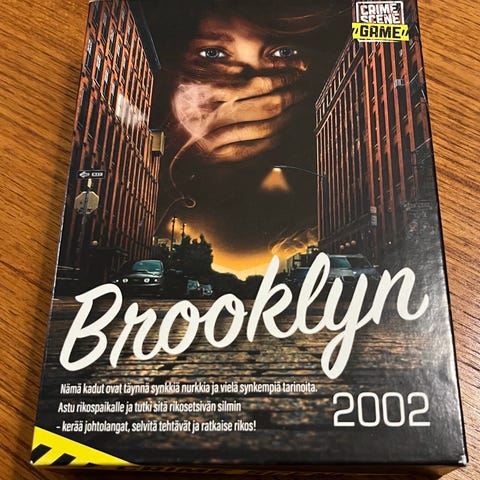 CRIME
SCENE
GAME
Brooklyn
2002
Nämä kadut ovat täynnä synkkiä nurkkia ja vielä synkempiä tarinoita.
Astu rikospaikalle ja tutki sitä rikosetsivän silmin
- kerää johtolangat, selvitä tehtävät ja ratkaise rikos!